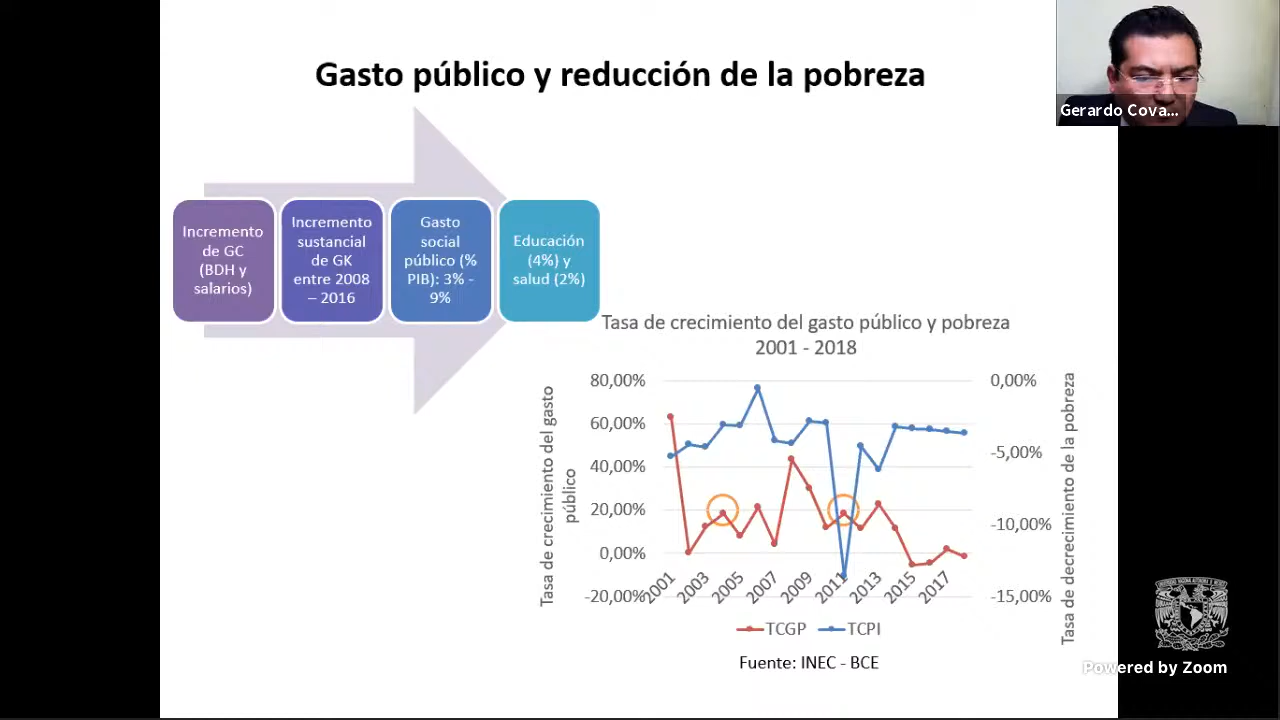 Gasto público y reducción de la pobreza
Gerardo Cova...
Incremento
de GC
(BDH y
salarios)
Incremento
sustancial
de GK
entre 2008
– 2016
Gasto
social
público (%
PIB): 3% -
9%
Educación
(4%) y
salud (2%)
Tasa de crecimiento del gasto público y pobreza
2001 - 2018
Tasa de crecimiento del gasto
público
80,00%
60,00%
40,00%
20,00%
0,00%
-20,00%
0,00%
-5,00%
-10,00%
-15,00%
Tasa de decrecimiento de la pobreza
2001
2003
2005
2007
2009
2011
2013
2015
2017
TCGP
TCPI
Fuente: INEC - BCE
Powered by Zoom